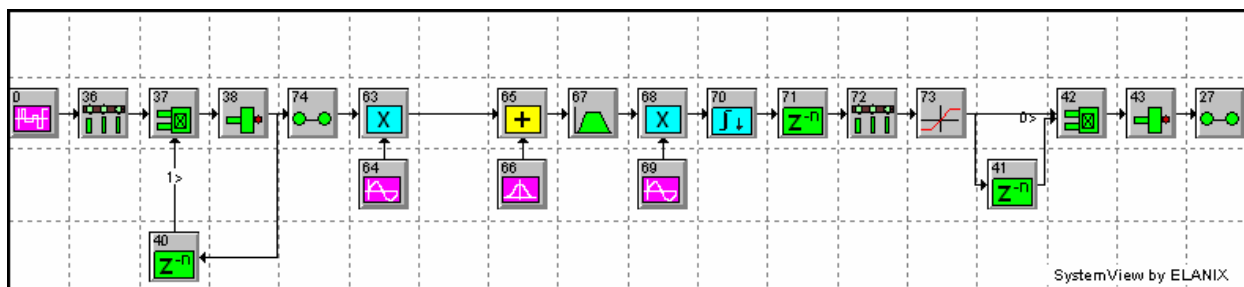 0 36 37 38 74 63 65 67 68 70 71 72 73 42 43 27
X + X ∫↓ z⁻ⁿ 0>
64 66 69 41
1> z⁻ⁿ
40
z⁻ⁿ
SystemView by ELANIX